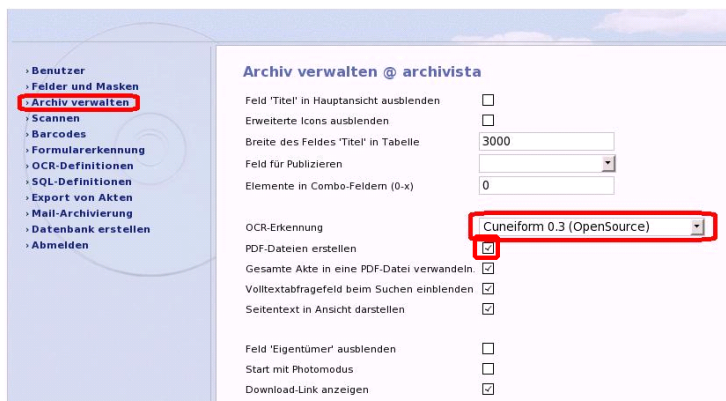 › Benutzer
› Felder und Masken
› Archiv verwalten
› Scannen
› Barcodes
› Formularerkennung
› OCR-Definitionen
› SQL-Definitionen
› Export von Akten
› Mail-Archivierung
› Datenbank erstellen
› Abmelden
Archiv verwalten @ archivista
Feld 'Titel' in Hauptansicht ausblenden
Erweiterte Icons ausblenden
Breite des Feldes 'Titel' in Tabelle 3000
Feld für Publizieren
Elemente in Combo-Feldern (0-x) 0
OCR-Erkennung Cuneiform 0.3 (OpenSource)
PDF-Dateien erstellen
Gesamte Akte in eine PDF-Datei verwandeln.
Volltextabfragefeld beim Suchen einblenden
Seitentext in Ansicht darstellen
Feld 'Eigentümer' ausblenden
Start mit Photomodus
Download-Link anzeigen